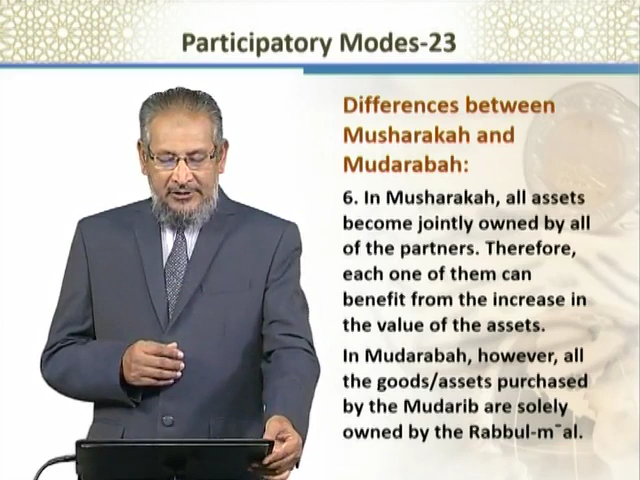 Participatory Modes-23
Differences between
Musharakah and
Mudarabah:
6. In Musharakah, all assets
become jointly owned by all
of the partners. Therefore,
each one of them can
benefit from the increase in
the value of the assets.
In Mudarabah, however, all
the goods/assets purchased
by the Mudarib are solely
owned by the Rabbul-m¯al.